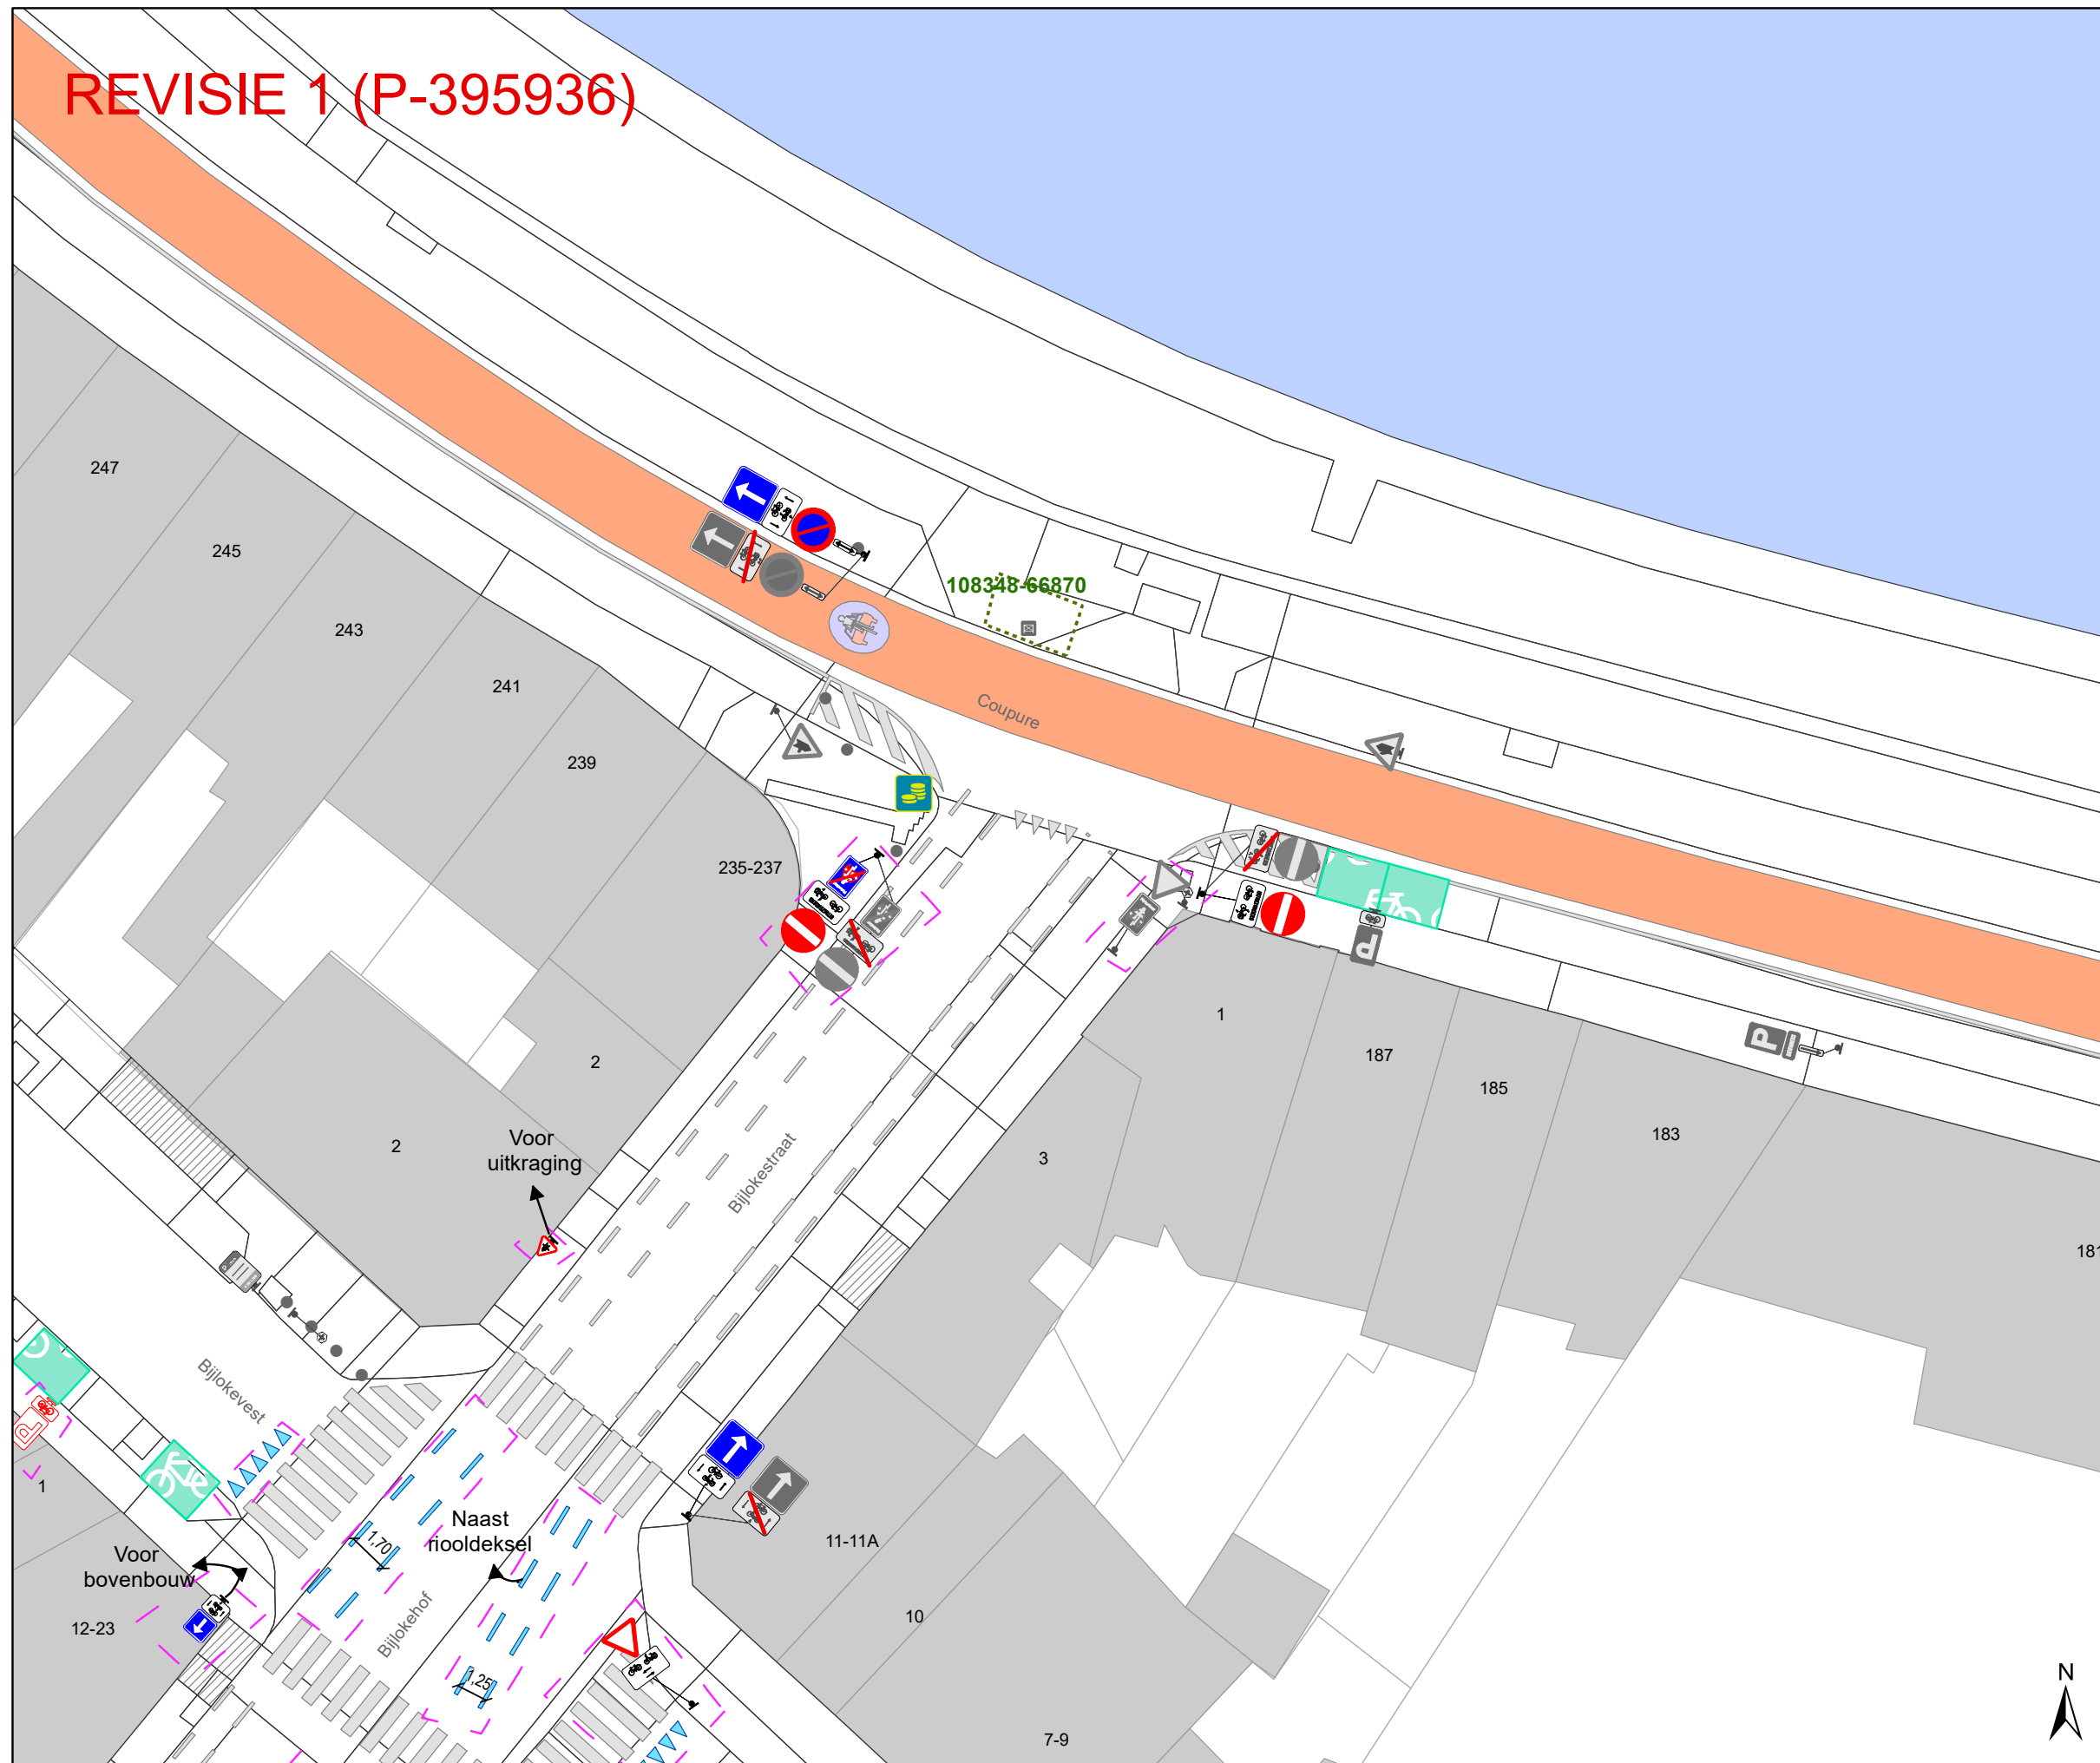 REVISIE 1 (P-395936)
247
245
243
241
239
108348-66870
Coupure
235-237
1
187
185
183
181
2
2
3
Voor
uitkraging
Bijlokestraat
Bijlokevest
P
P
P
1
Voor
bovenbouw
12-23
1,70
Naast
riooldeksel
Bijlokehof
1,25
11-11A
10
7-9
N